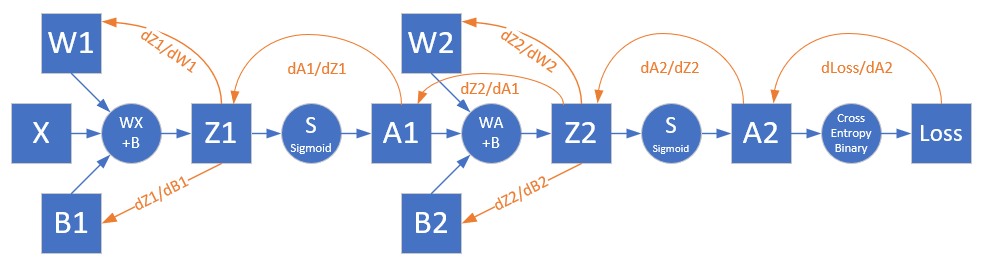 W1
dZ1/dW1
dA1/dZ1
W2
dZ2/dW2
dZ2/dA1
dA2/dZ2
dLoss/dA2
X
WX
+B
Z1
S
Sigmoid
A1
WA
+B
Z2
S
Sigmoid
A2
Cross
Entropy
Binary
Loss
B1
dZ1/dB1
B2
dZ2/dB2